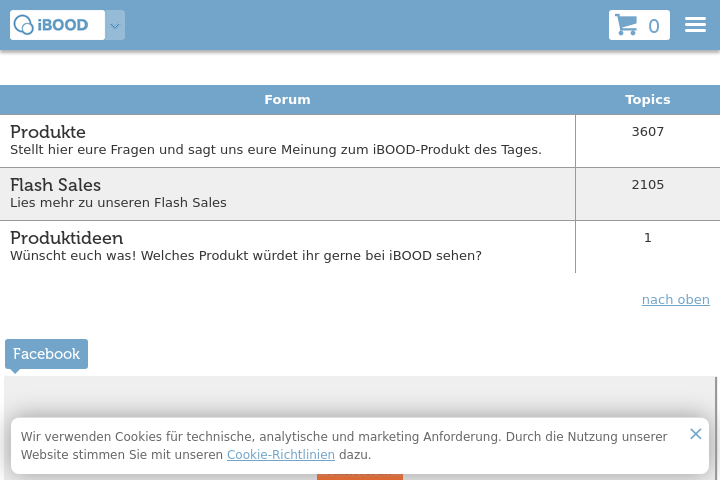 iBOOD
0
Forum Topics
Produkte 3607
Stellt hier eure Fragen und sagt uns eure Meinung zum iBOOD-Produkt des Tages.
Flash Sales 2105
Lies mehr zu unseren Flash Sales
Produktideen 1
Wünscht euch was! Welches Produkt würdet ihr gerne bei iBOOD sehen?
nach oben
Facebook
Wir verwenden Cookies für technische, analytische und marketing Anforderung. Durch die Nutzung unserer
Website stimmen Sie mit unseren Cookie-Richtlinien dazu.